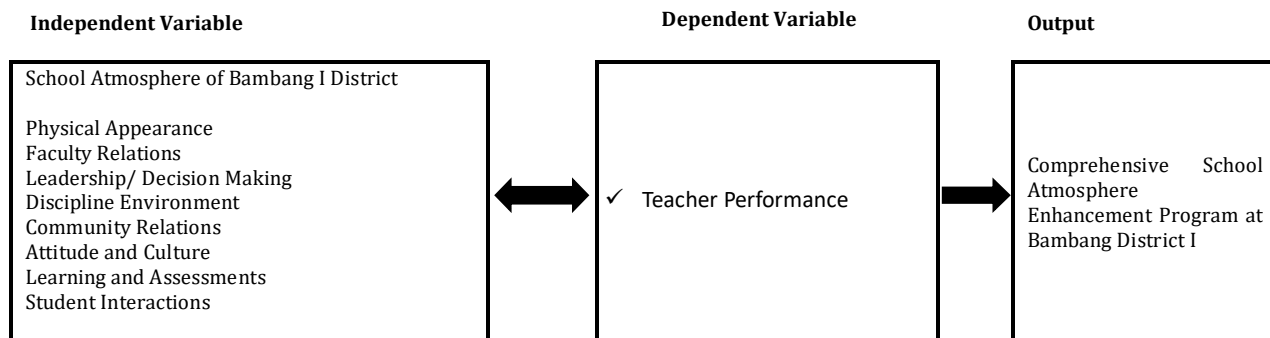 Independent Variable
Dependent Variable
Output
School Atmosphere of Bambang I District
Physical Appearance
Faculty Relations
Leadership/ Decision Making
Discipline Environment
Community Relations
Attitude and Culture
Learning and Assessments
Student Interactions
✓ Teacher Performance
Comprehensive School
Atmosphere
Enhancement Program at
Bambang District I